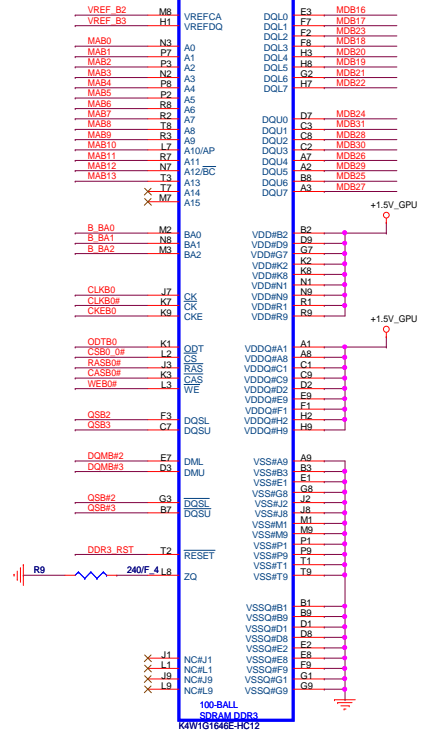 VREF_B2 M8 VREFCA E3 MDB16
VREF_B3 H1 VREFDQ DQL0 F7 MDB17
DQL1 F2 MDB23
MAB0 N3 A0 DQL2 F8 MDB18
MAB1 P7 A1 DQL3 H3 MDB20
MAB2 P3 A2 DQL4 H8 MDB19
MAB3 N2 A3 DQL5 G2 MDB21
MAB4 P8 A4 DQL6 H7 MDB22
MAB5 P2 A5 DQL7
MAB6 R8 A6
MAB7 R2 A7 D7 MDB24
MAB8 T8 A8 DQU0 C3 MDB31
MAB9 R3 A9 DQU1 C8 MDB28
MAB10 L7 A10/AP DQU2 C2 MDB30
MAB11 R7 A11 DQU3 A7 MDB26
MAB12 N7 A12/BC DQU4 A2 MDB29
MAB13 T3 A13 DQU5 B8 MDB25
T7 A14 DQU6 A3 MDB27
M7 A15 DQU7
+1.5V_GPU
B_BA0 M2 BA0 VDD#B2 B2
B_BA1 N8 BA1 VDD#D9 D9
B_BA2 M3 BA2 VDD#G7 G7
VDD#K2 K2
VDD#K8 K8
VDD#N1 N1
CLKB0 J7 CK VDD#N9 N9
CLKB0# K7 CK VDD#R1 R1
CKEB0 K9 CKE VDD#R9 R9
+1.5V_GPU
ODTB0 K1 ODT VDDQ#A1 A1
CSB0_0# L2 CS VDDQ#A8 A8
RASB0# J3 RAS VDDQ#C1 C1
CASB0# K3 CAS VDDQ#C9 C9
WEB0# L3 WE VDDQ#D2 D2
VDDQ#E9 E9
VDDQ#F1 F1
QSB2 F3 DQSL VDDQ#H2 H2
QSB3 C7 DQSU VDDQ#H9 H9
DQMB#2 E7 DML VSS#A9 A9
DQMB#3 D3 DMU VSS#B3 B3
VSS#E1 E1
VSS#G8 G8
QSB#2 G3 DQSL VSS#J2 J2
QSB#3 B7 DQSU VSS#J8 J8
VSS#M1 M1
VSS#M9 M9
VSS#P1 P1
DDR3_RST T2 RESET VSS#P9 P9
VSS#T1 T1
R9 240/F_4 L8 ZQ VSS#T9 T9
VSSQ#B1 B1
VSSQ#B9 B9
VSSQ#D1 D1
VSSQ#D8 D8
VSSQ#E2 E2
J1 NC#J1 VSSQ#E8 E8
L1 NC#L1 VSSQ#F9 F9
J9 NC#J9 VSSQ#G1 G1
L9 NC#L9 VSSQ#G9 G9
100-BALL
SDRAM DDR3
K4W1G1646E-HC12